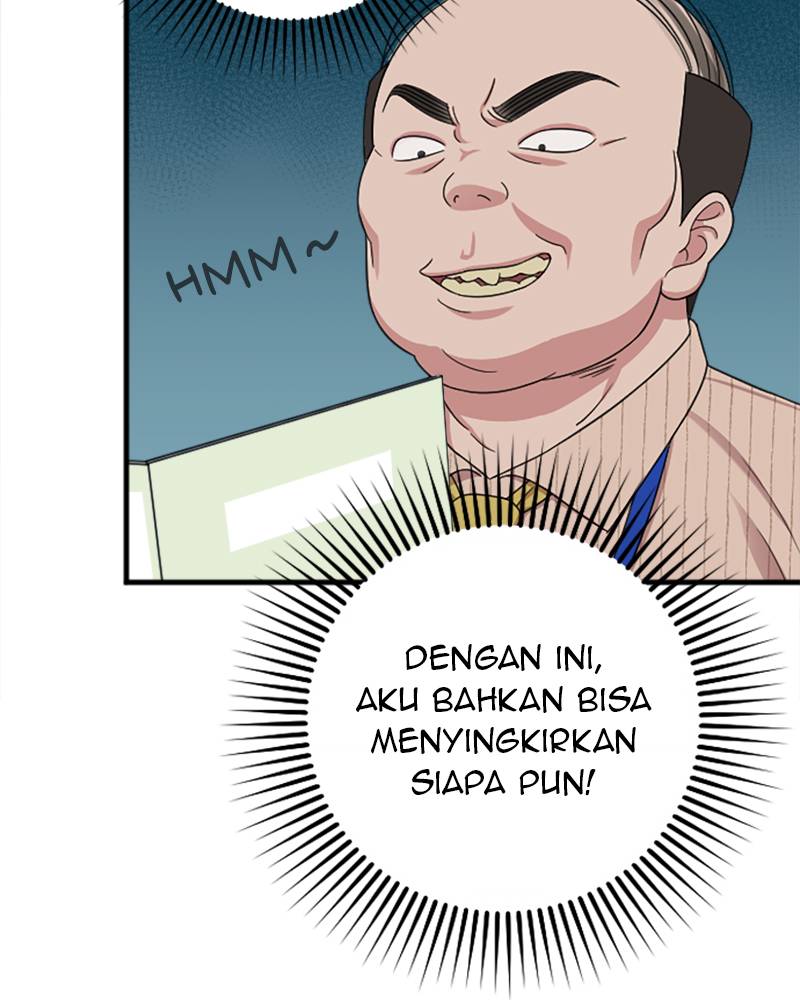 HMM~
DENGAN INI,
AKU BAHKAN BISA
MENYINGKIRKAN
SIAPA PUN!